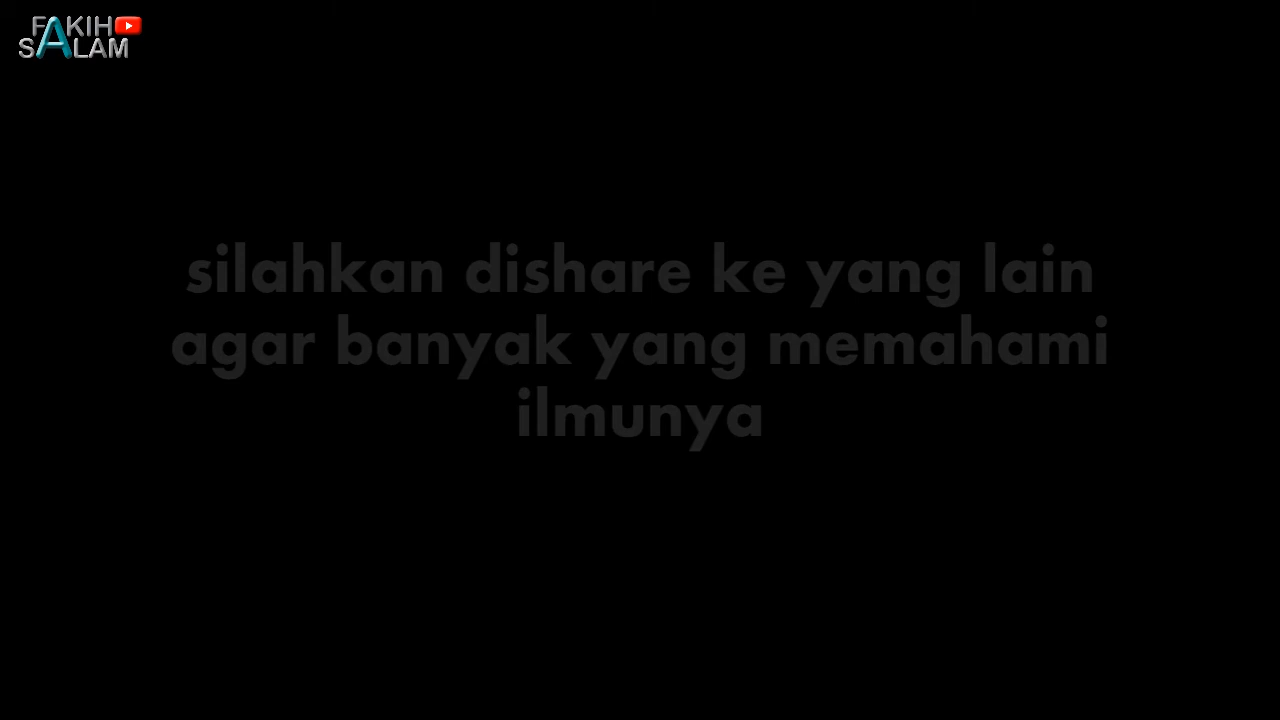 FAKIH
SALAM
silahkan dishare ke yang lain
agar banyak yang memahami
ilmunya